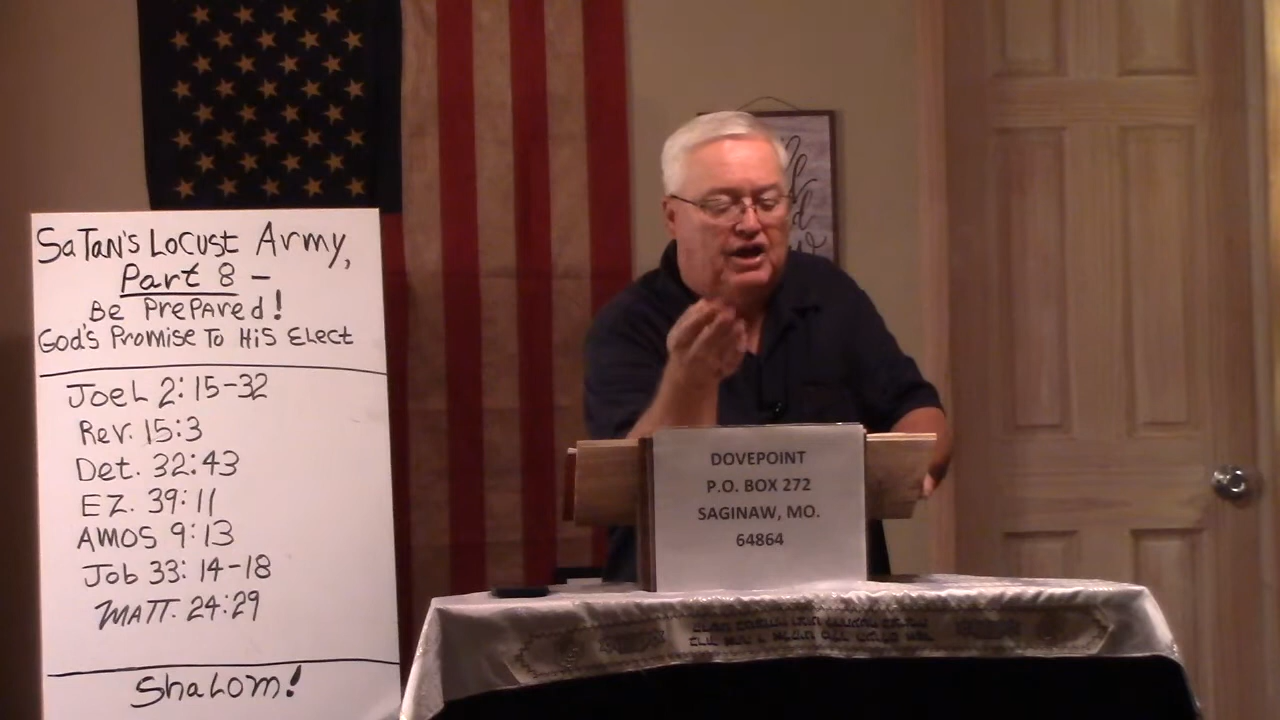 SaTan's Locust Army,
Part 8 –
Be PrePared!
God's Promise To His Elect
Joel 2:15-32
Rev. 15:3
Det. 32:43
EZ. 39:11
AMOS 9:13
Job 33:14-18
MATT. 24:29
Shalom!
DOVEPOINT
P.O. BOX 272
SAGINAW, MO.
64864